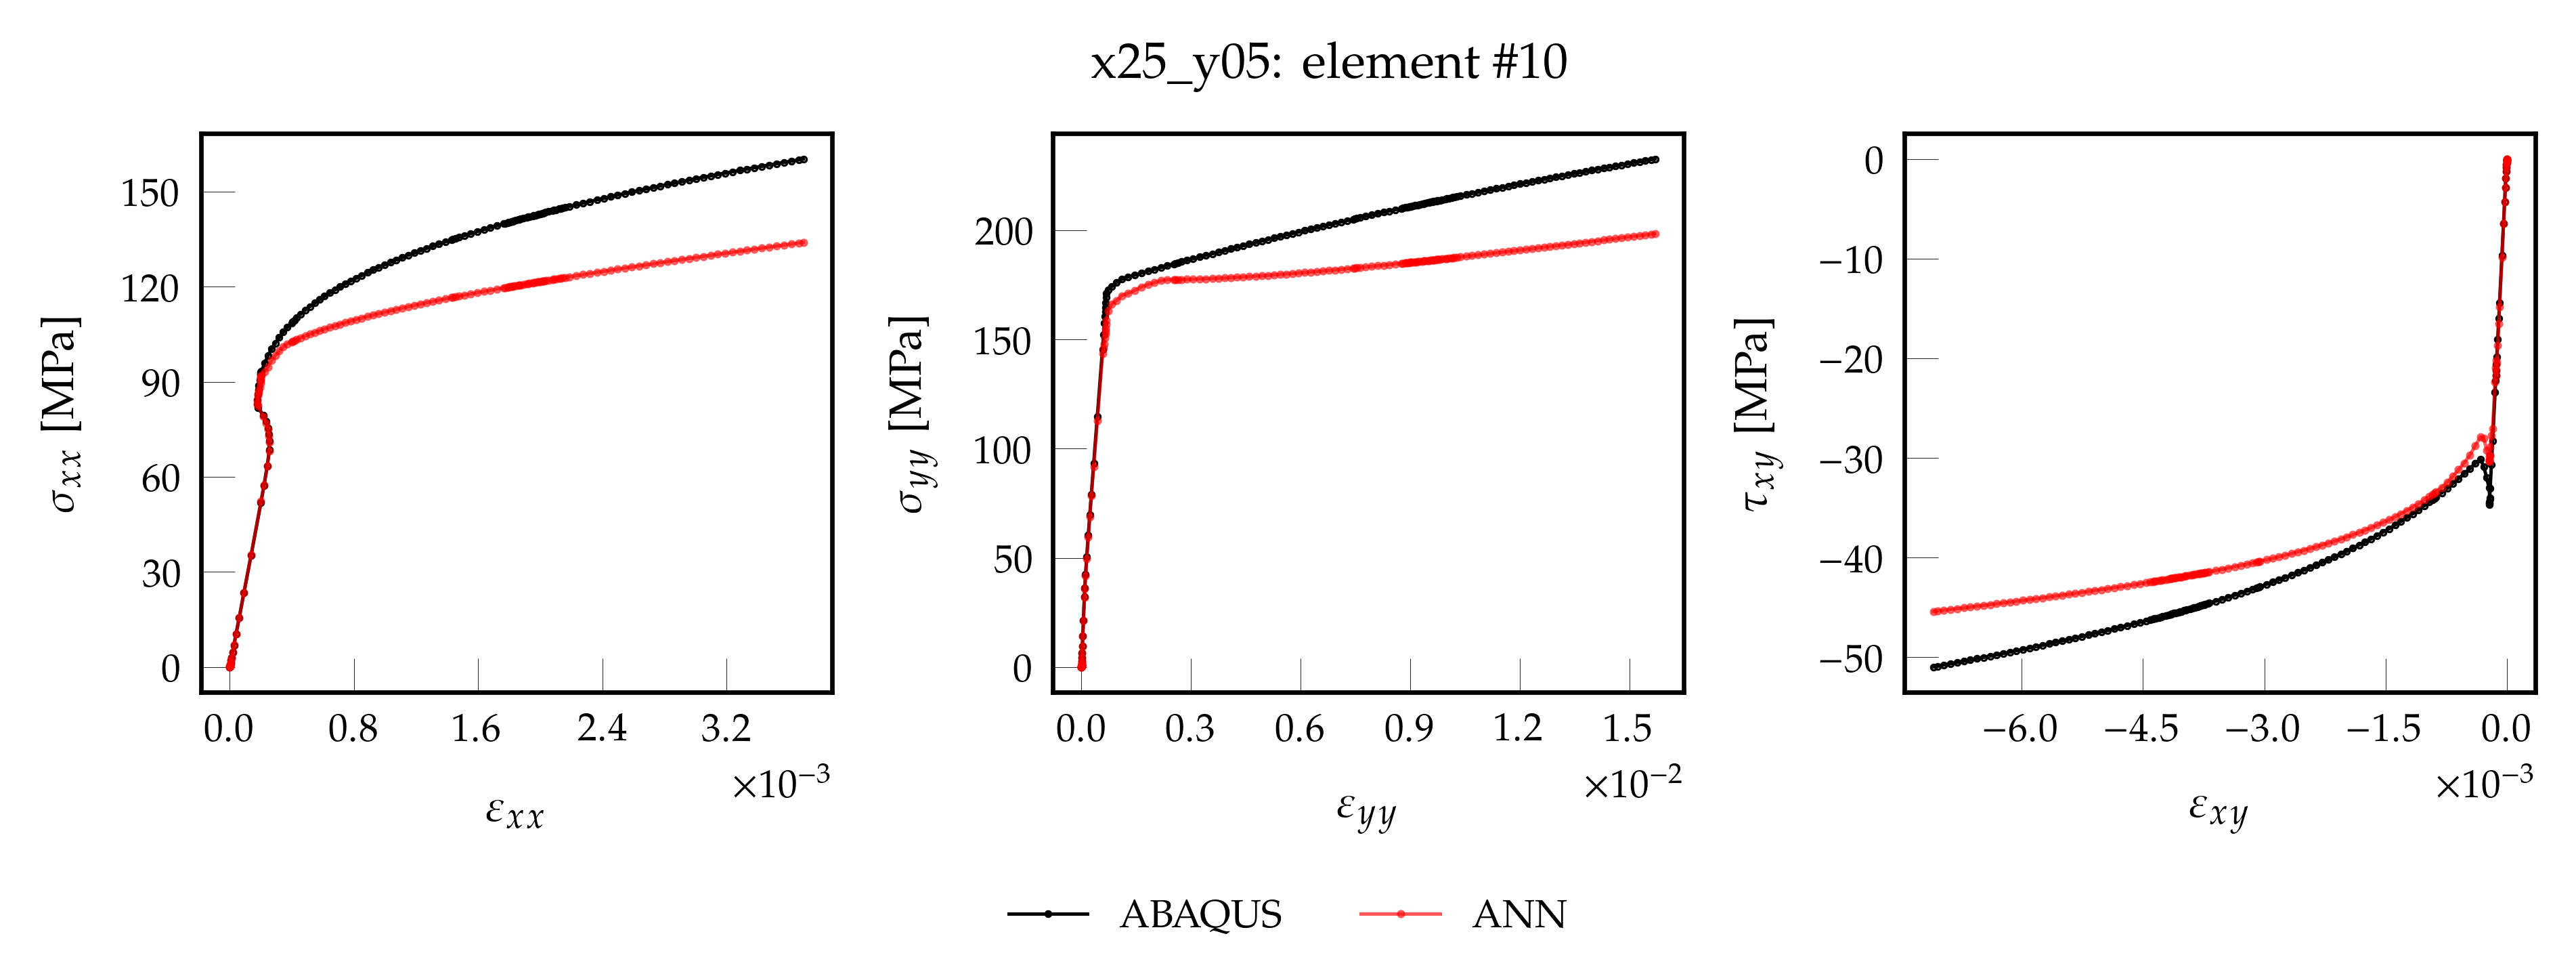 x25_y05: element #10
σxx [MPa]
150
120
90
60
30
0
0.0 0.8 1.6 2.4 3.2
×10−3
εxx
σyy [MPa]
200
150
100
50
0
0.0 0.3 0.6 0.9 1.2 1.5
×10−2
εyy
τxy [MPa]
0
−10
−20
−30
−40
−50
−6.0 −4.5 −3.0 −1.5 0.0
×10−3
εxy
ABAQUS ANN